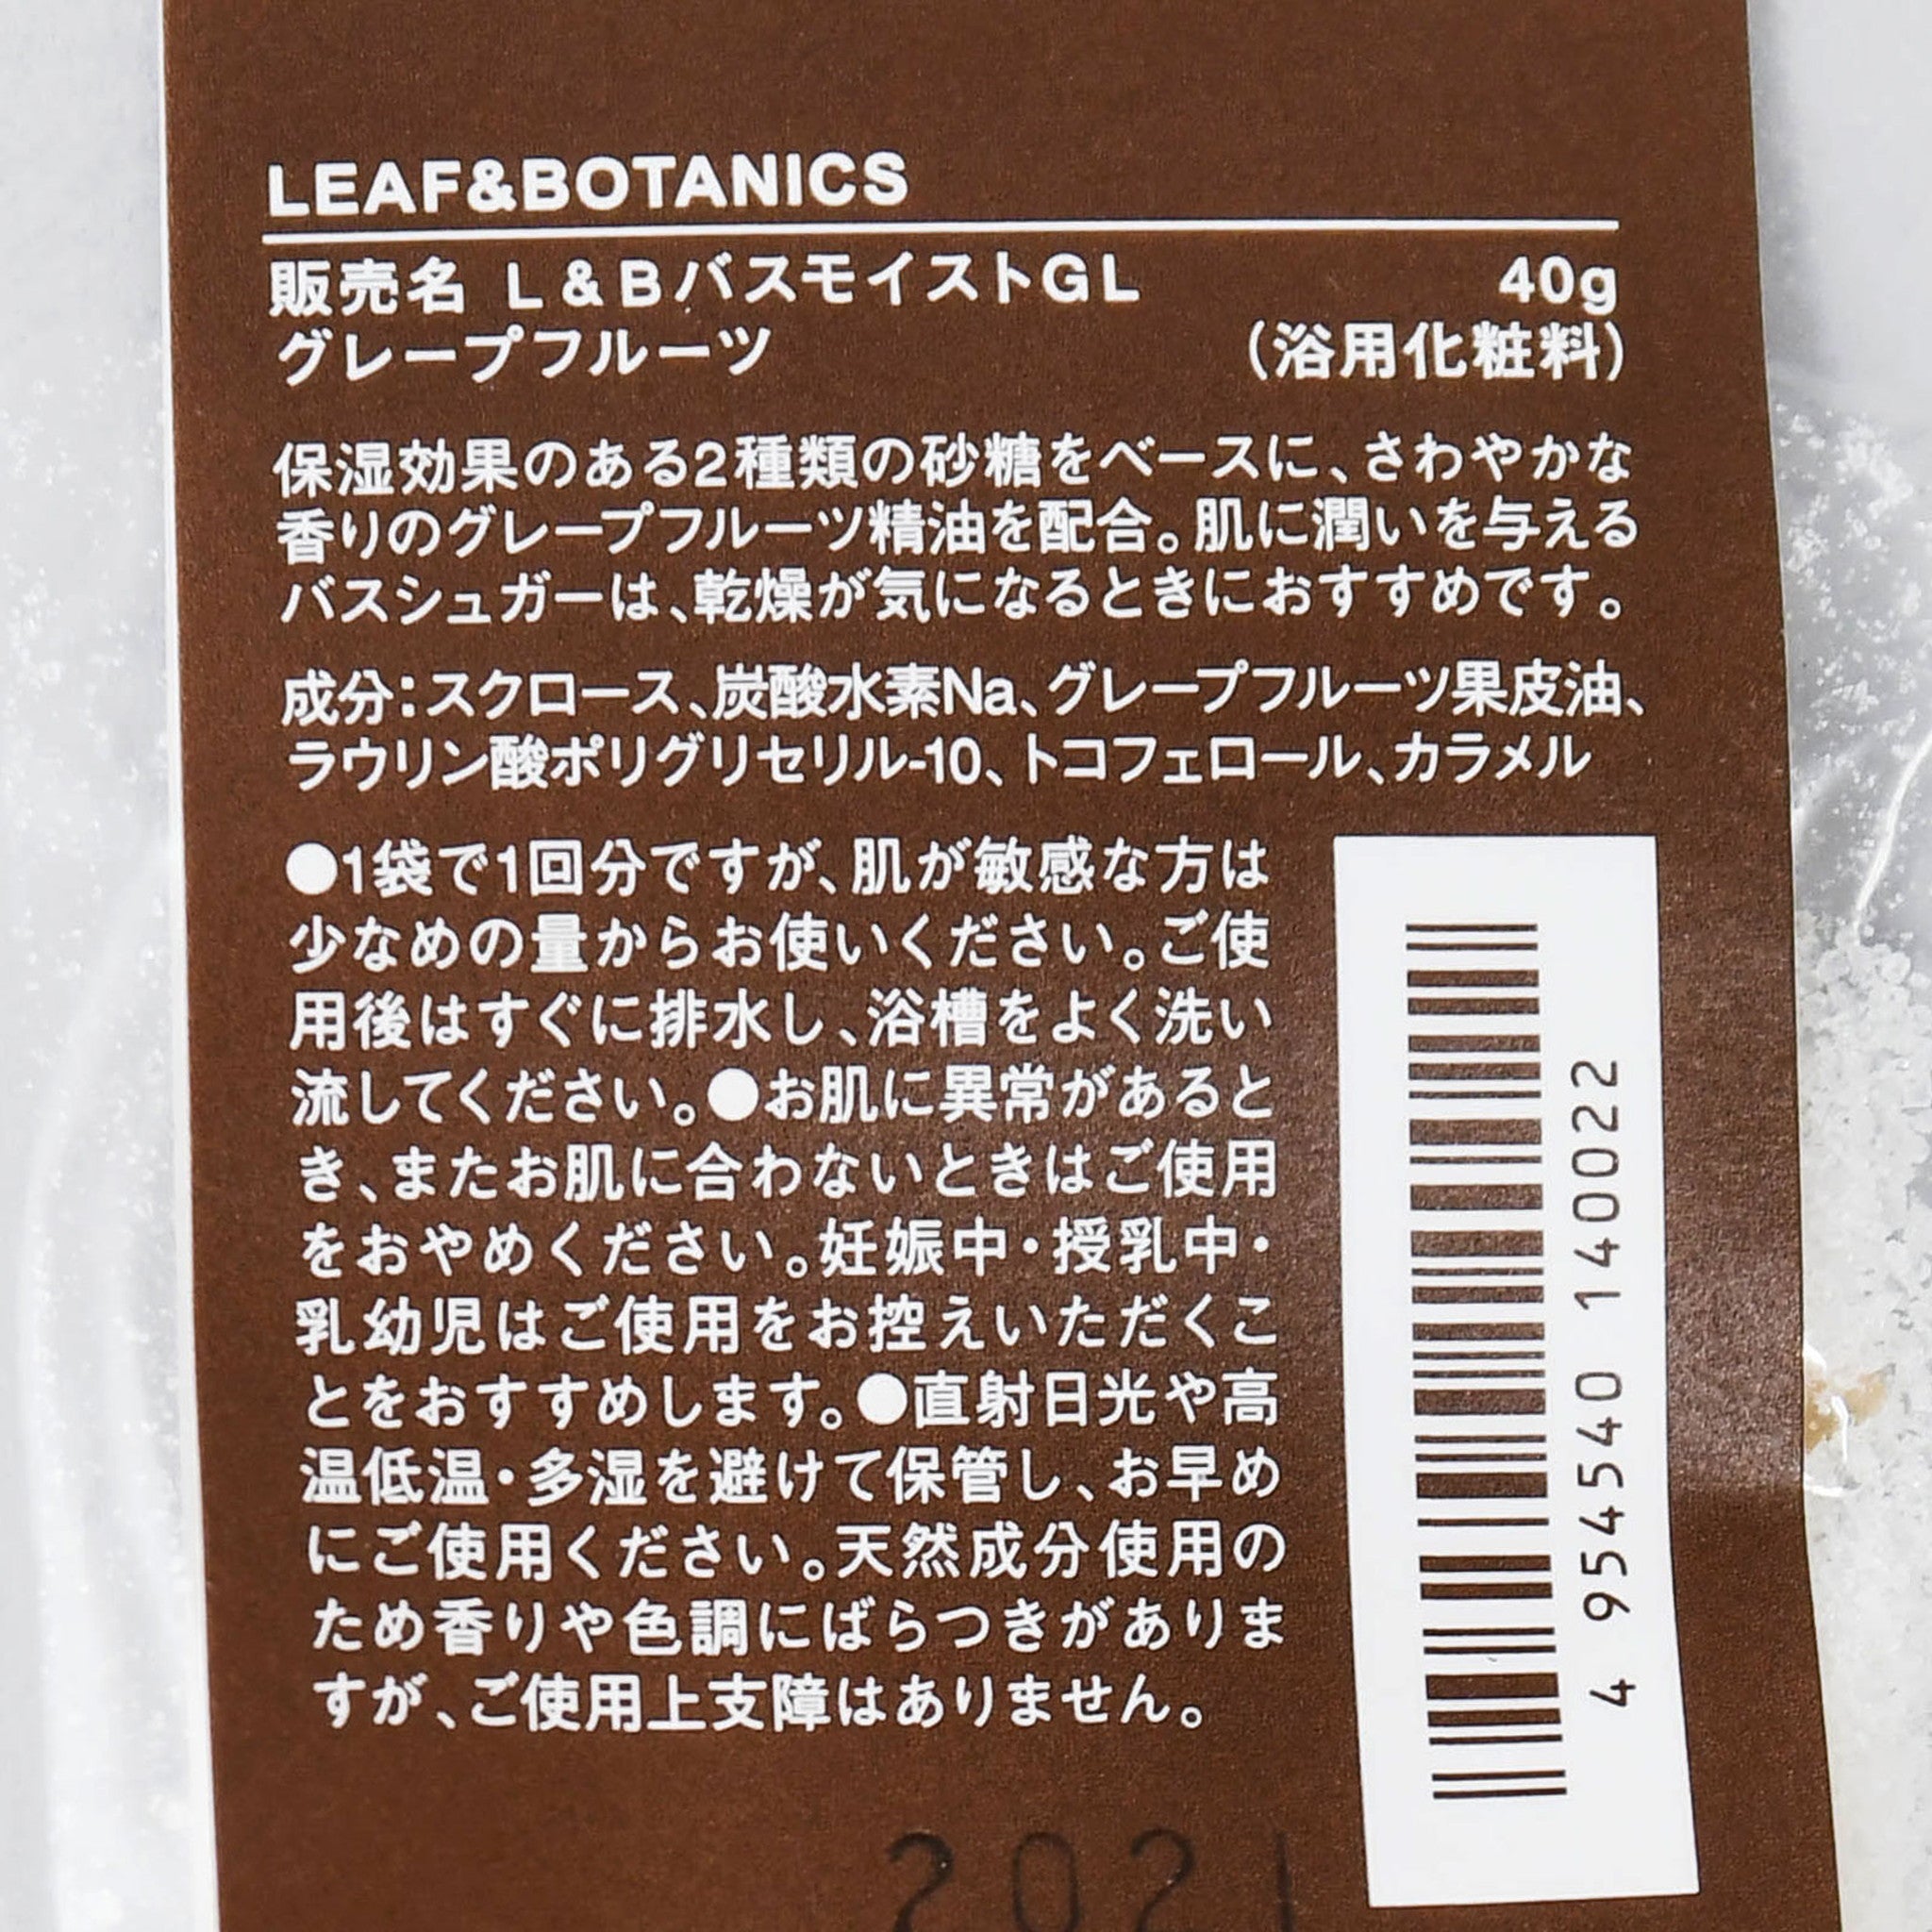 LEAF&BOTANICS
販売名 L&BバスモイストGL 40g
グレープフルーツ (浴用化粧料)
保湿効果のある2種類の砂糖をベースに、さわやかな
香りのグレープフルーツ精油を配合。肌に潤いを与える
バスシュガーは、乾燥が気になるときにおすすめです。
成分:スクロース、炭酸水素Na、グレープフルーツ果皮油、
ラウリン酸ポリグリセリル-10、トコフェロール、カラメル
●1袋で1回分ですが、肌が敏感な方は
少なめの量からお使いください。ご使
用後はすぐに排水し、浴槽をよく洗い
流してください。●お肌に異常があると
き、またお肌に合わないときはご使用
をおやめください。妊娠中・授乳中・
乳幼児はご使用をお控えいただくこ
とをおすすめします。●直射日光や高
温低温・多湿を避けて保管し、お早め
にご使用ください。天然成分使用の
ため香りや色調にばらつきがありま
すが、ご使用上支障はありません。
4 954540 140022
2021